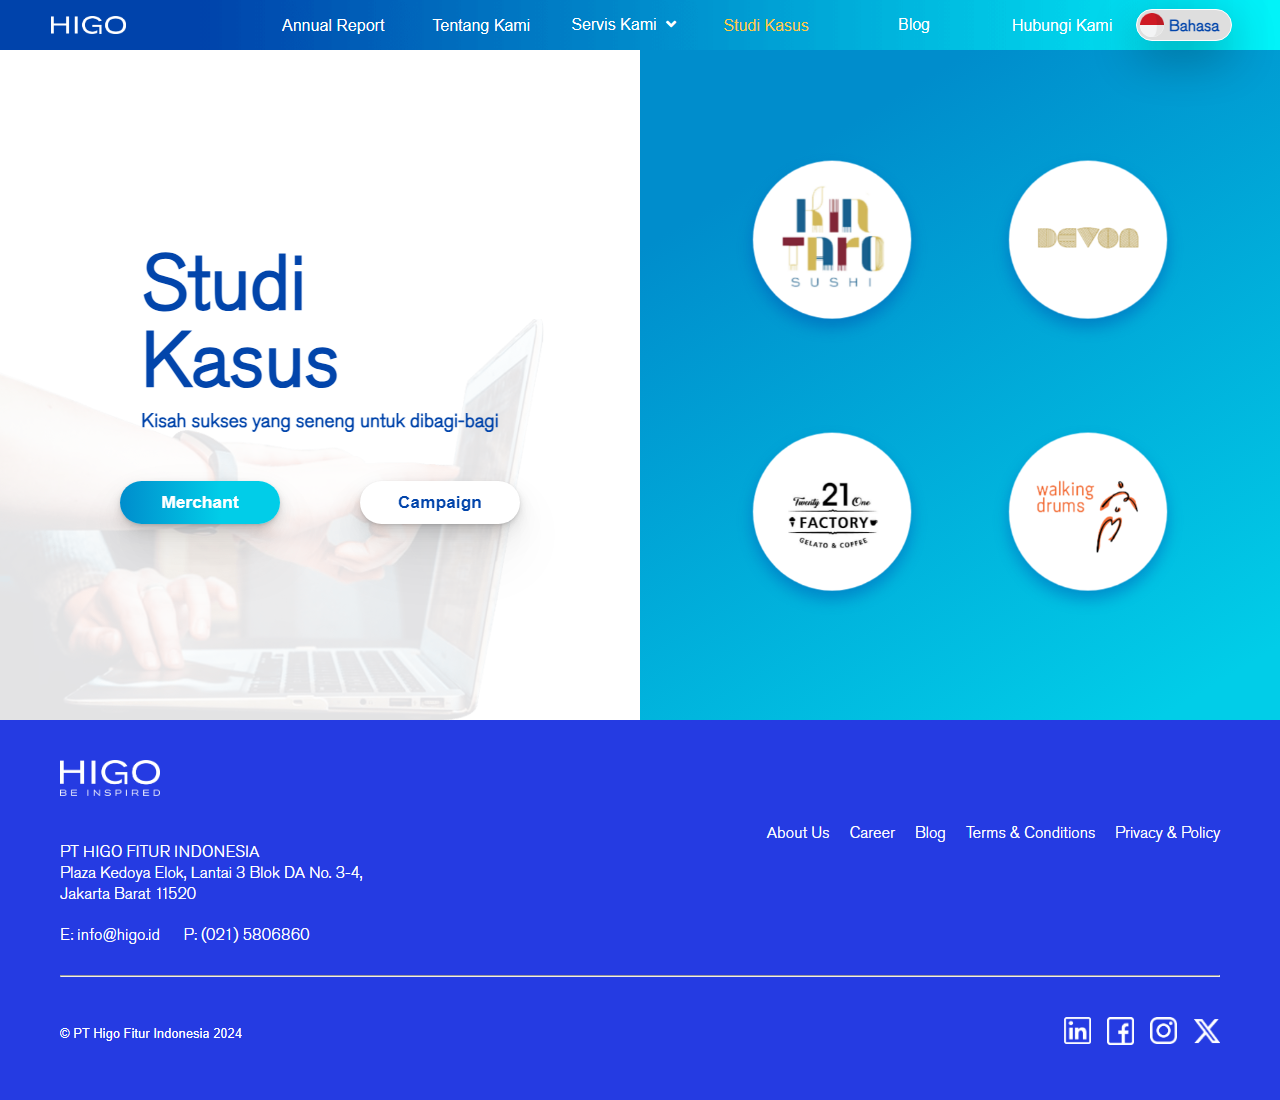 HIGO
Annual Report
Tentang Kami
Servis Kami
Studi Kasus
Blog
Hubungi Kami
Bahasa
Studi
Kasus
Kisah sukses yang seneng untuk dibagi-bagi
Merchant
Campaign
KIN
TARO
SUSHI
DEVON
Twenty 21 One
FACTORY
GELATO & COFFEE
walking
drums
HIGO
BE INSPIRED
About Us
Career
Blog
Terms & Conditions
Privacy & Policy
PT HIGO FITUR INDONESIA
Plaza Kedoya Elok, Lantai 3 Blok DA No. 3-4,
Jakarta Barat 11520
E: info@higo.id
P: (021) 5806860
© PT Higo Fitur Indonesia 2024